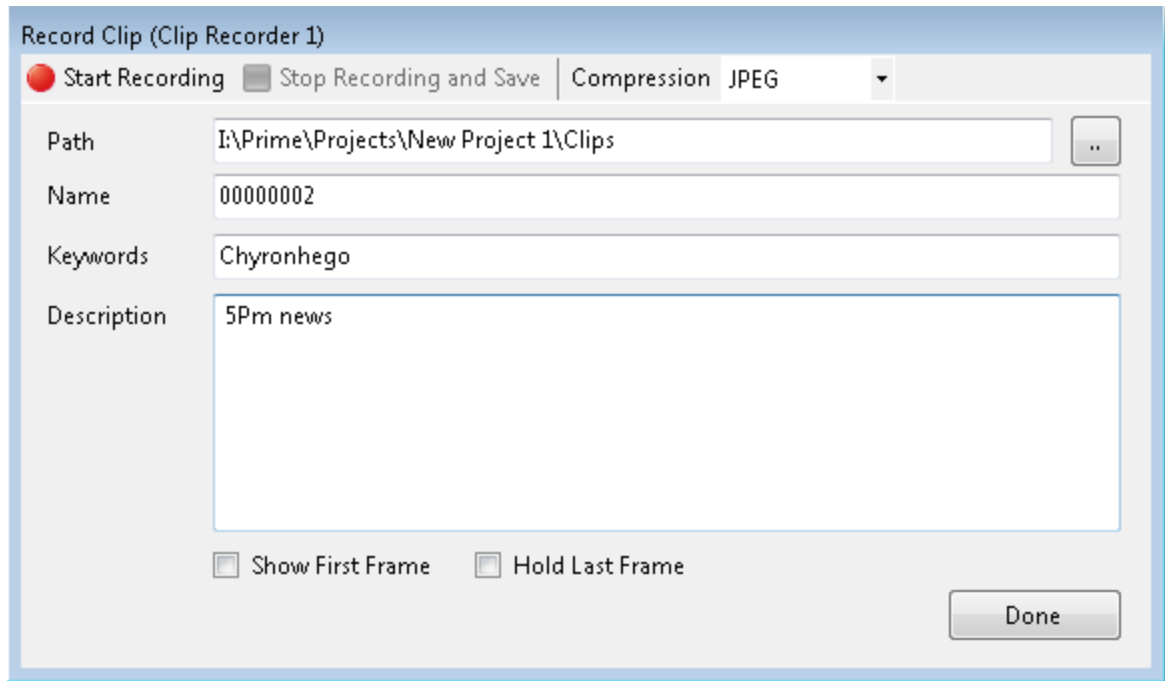 Record Clip (Clip Recorder 1)
Start Recording Stop Recording and Save Compression JPEG
Path I:\Prime\Projects\New Project 1\Clips ..
Name 00000002
Keywords Chyronhego
Description 5Pm news
Show First Frame Hold Last Frame
Done